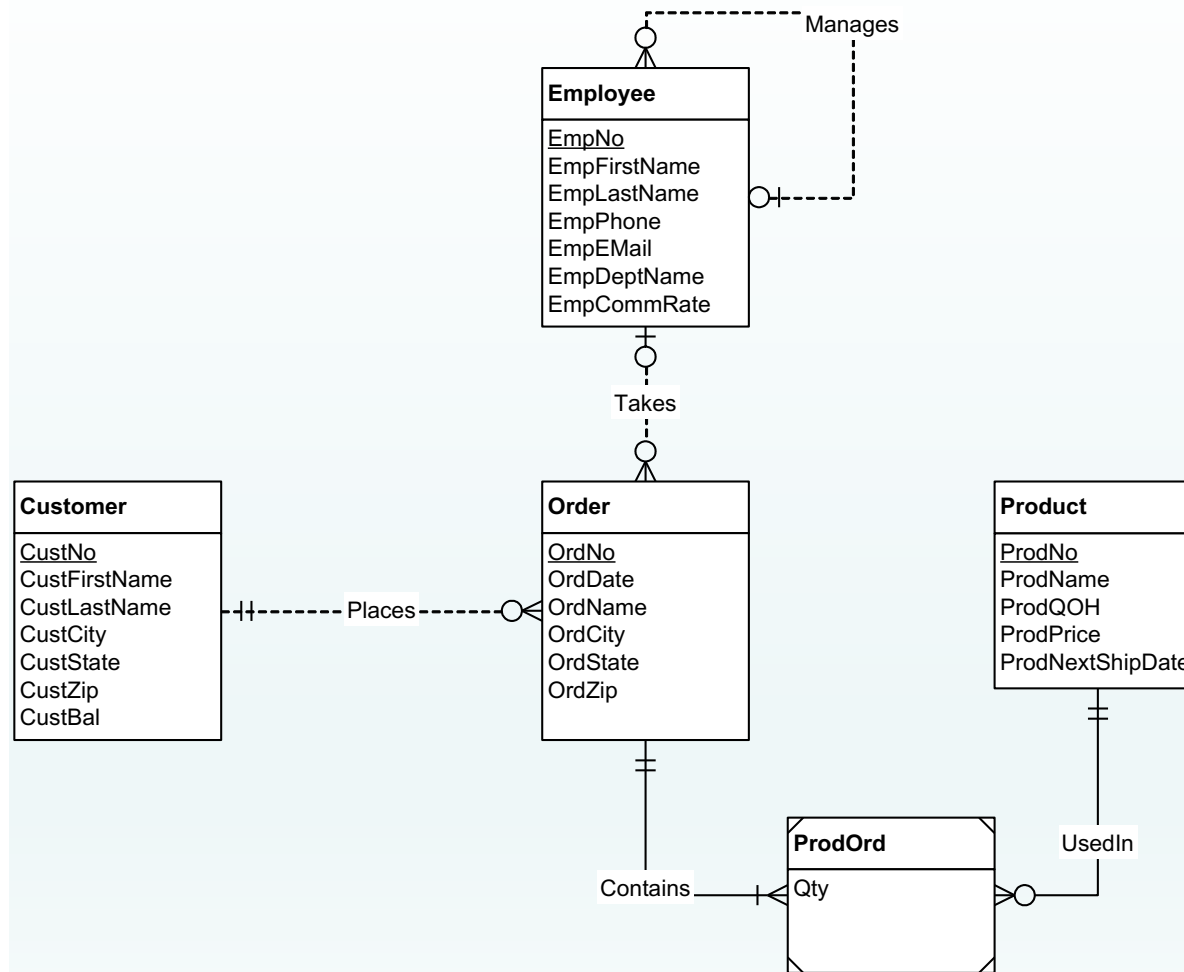 Manages
Employee
EmpNo
EmpFirstName
EmpLastName
EmpPhone
EmpEMail
EmpDeptName
EmpCommRate
Takes
Customer
CustNo
CustFirstName
CustLastName
CustCity
CustState
CustZip
CustBal
Places
Order
OrdNo
OrdDate
OrdName
OrdCity
OrdState
OrdZip
Product
ProdNo
ProdName
ProdQOH
ProdPrice
ProdNextShipDate
Contains
ProdOrd
Qty
UsedIn